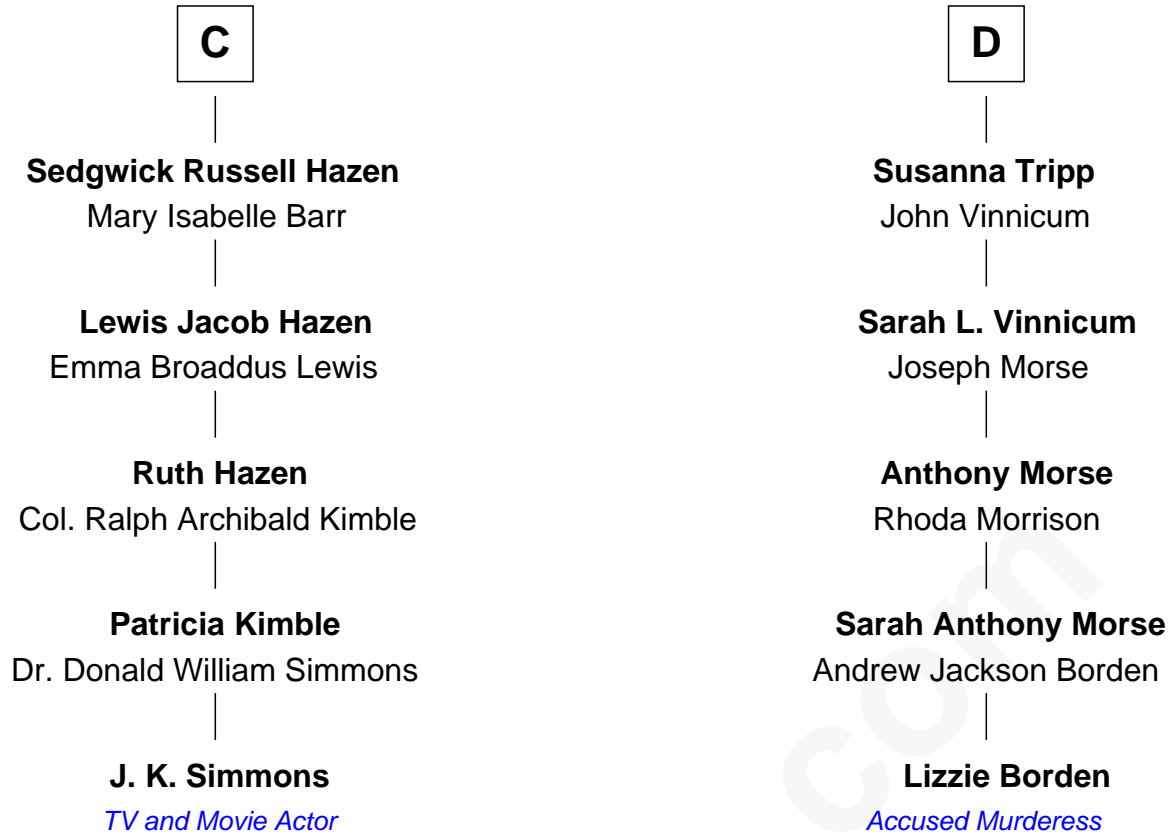 C
Sedgwick Russell Hazen
Mary Isabelle Barr
Lewis Jacob Hazen
Emma Broaddus Lewis
Ruth Hazen
Col. Ralph Archibald Kimble
Patricia Kimble
Dr. Donald William Simmons
J. K. Simmons
TV and Movie Actor
D
Susanna Tripp
John Vinnicum
Sarah L. Vinnicum
Joseph Morse
Anthony Morse
Rhoda Morrison
Sarah Anthony Morse
Andrew Jackson Borden
Lizzie Borden
Accused Murderess
com